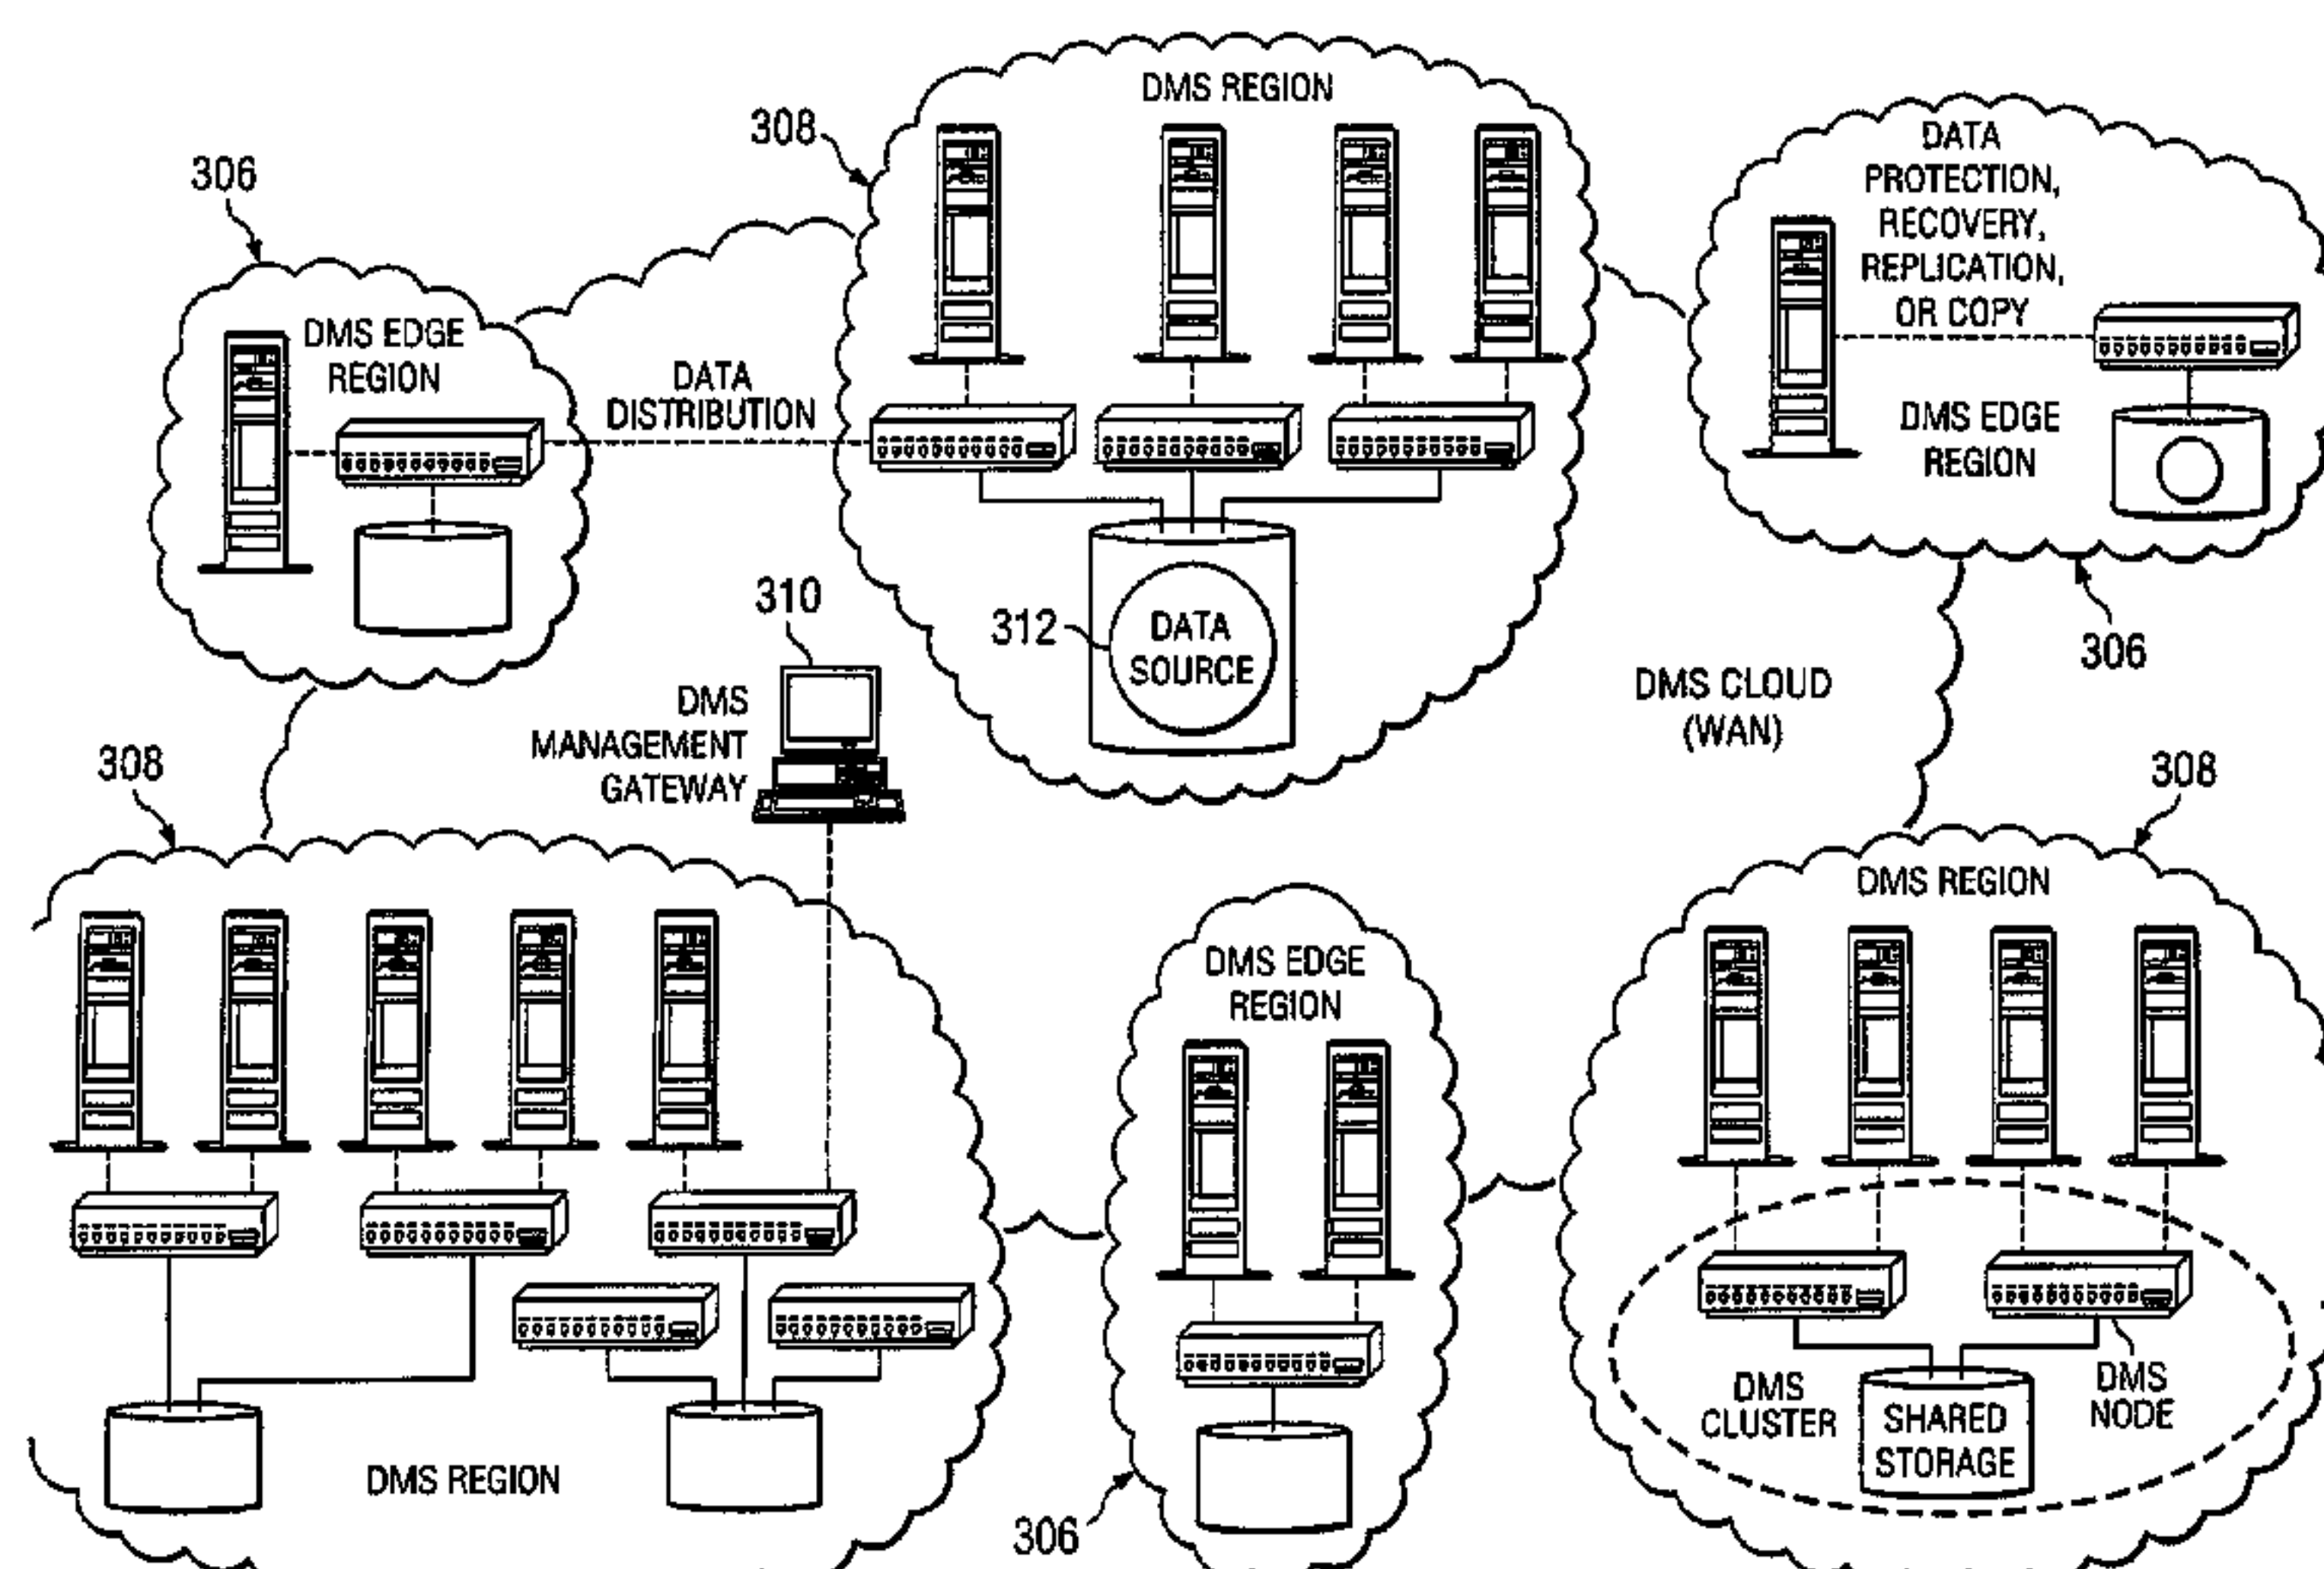 DMS REGION
308
306
DATA
PROTECTION,
RECOVERY,
REPLICATION,
OR COPY
DMS EDGE
REGION
DATA
DISTRIBUTION
DMS EDGE
REGION
310
312
DATA
SOURCE
306
DMS
MANAGEMENT
GATEWAY
DMS CLOUD
(WAN)
308
308
DMS REGION
DMS EDGE
REGION
DMS
CLUSTER
SHARED
STORAGE
DMS
NODE
DMS REGION
306